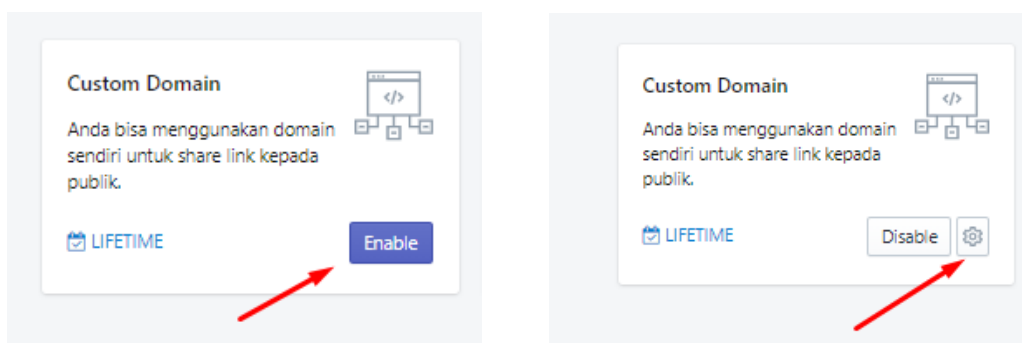 Custom Domain
</>
Anda bisa menggunakan domain
sendiri untuk share link kepada
publik.
LIFETIME
Enable
Custom Domain
</>
Anda bisa menggunakan domain
sendiri untuk share link kepada
publik.
LIFETIME
Disable